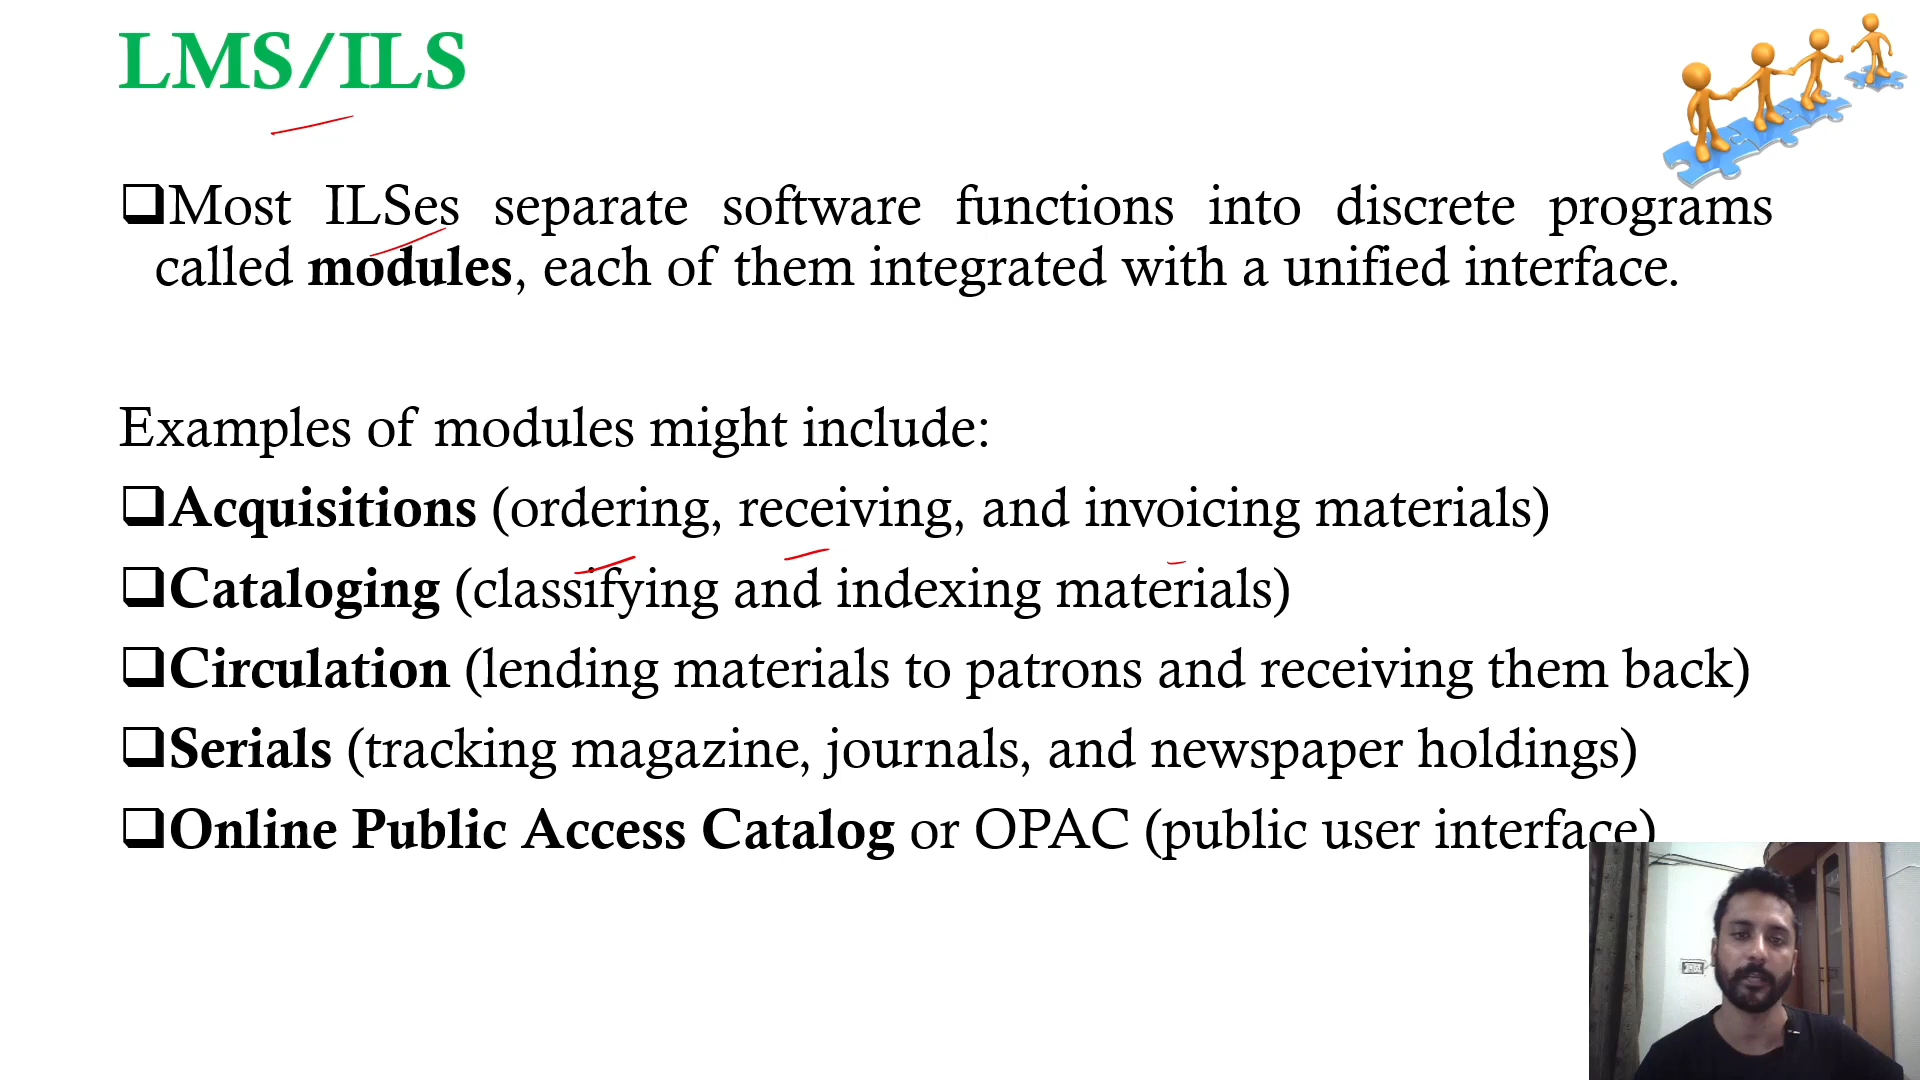 LMS/ILS
❑Most ILSes separate software functions into discrete programs
called modules, each of them integrated with a unified interface.
Examples of modules might include:
❑Acquisitions (ordering, receiving, and invoicing materials)
❑Cataloging (classifying and indexing materials)
❑Circulation (lending materials to patrons and receiving them back)
❑Serials (tracking magazine, journals, and newspaper holdings)
❑Online Public Access Catalog or OPAC (public user interface)